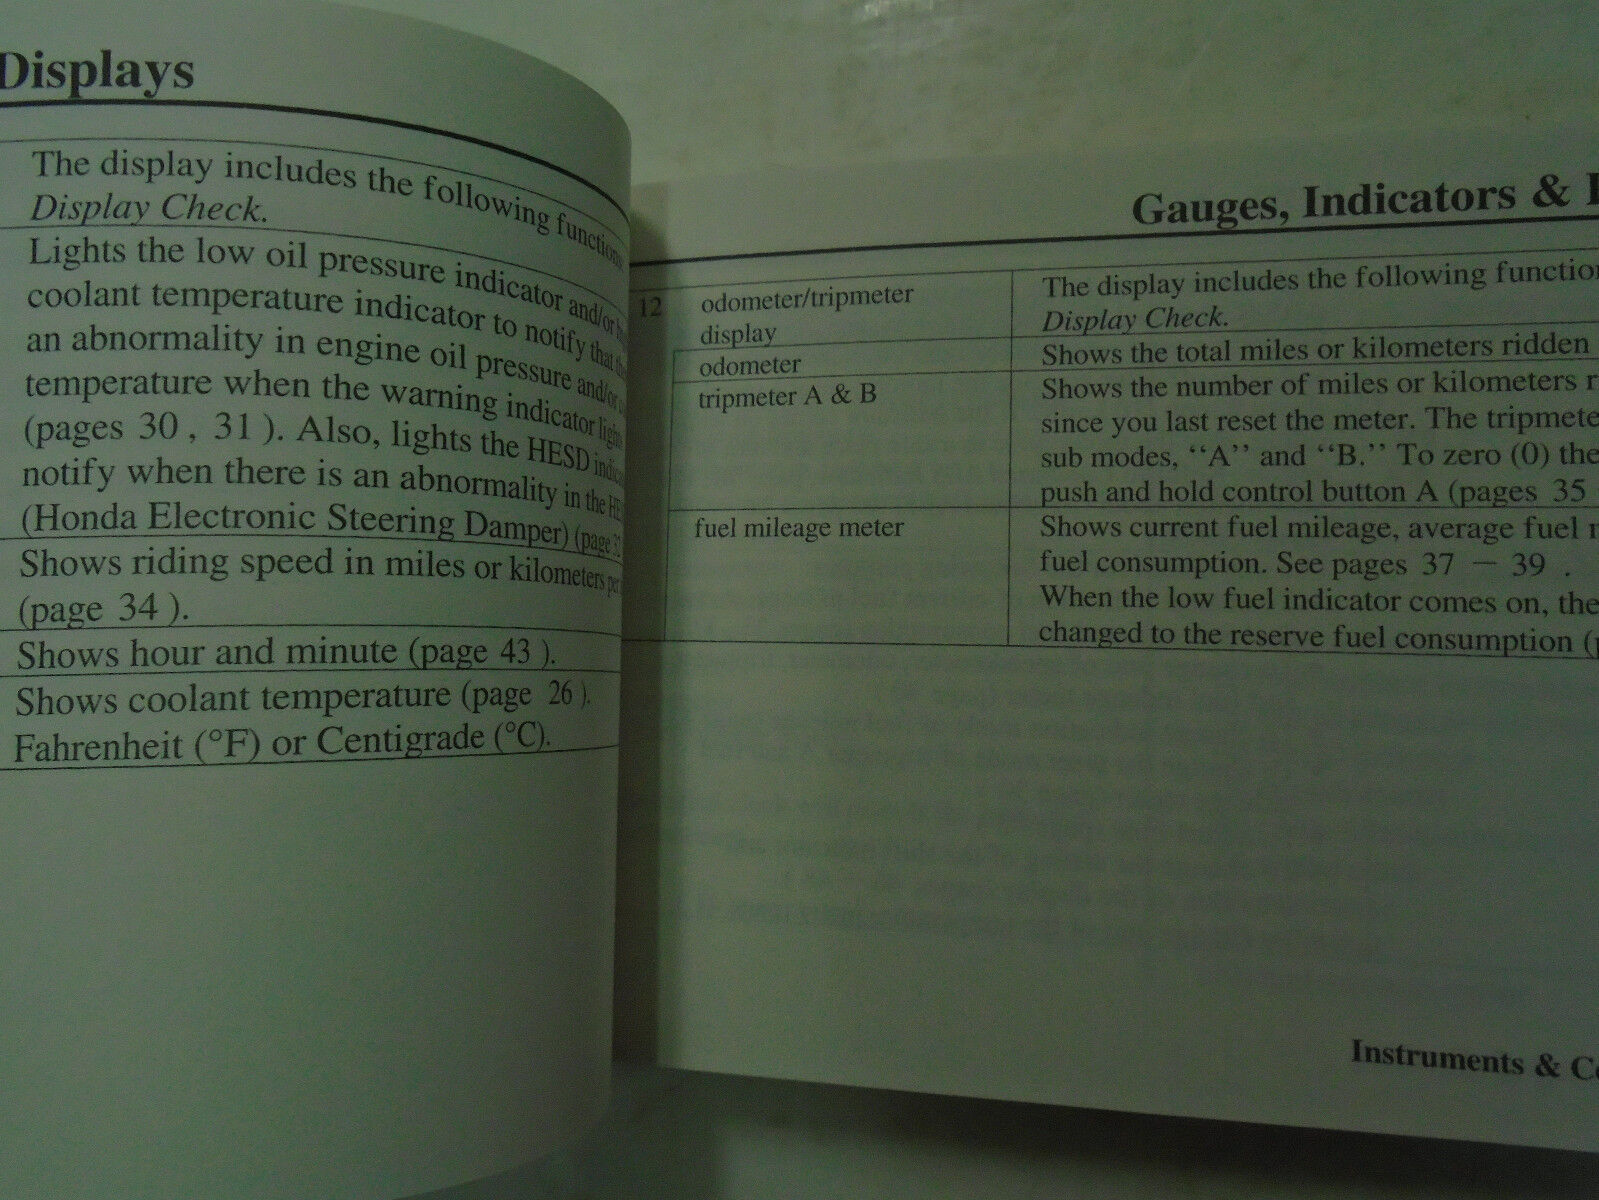 Displays
The display includes the following functions
Display Check.
Lights the low oil pressure indicator and/or
coolant temperature indicator to notify that
an abnormality in engine oil pressure and/or
temperature when the warning indicator lights
(pages 30 , 31 ). Also, lights the HESD
notify when there is an abnormality in the
(Honda Electronic Steering Damper) (page
Shows riding speed in miles or kilometers per
(page 34 ).
Shows hour and minute (page 43 ).
Shows coolant temperature (page 26 ).
Fahrenheit (°F) or Centigrade (°C).
Gauges, Indicators &
12
odometer/tripmeter
display
The display includes the following
Display Check.
odometer
Shows the total miles or kilometers ridden
tripmeter A & B
Shows the number of miles or kilometers
since you last reset the meter. The
sub modes, ‘‘A’’ and ‘‘B.’’ To zero (0) the
push and hold control button A (pages 35
fuel mileage meter
Shows current fuel mileage, average fuel
fuel consumption. See pages 37 — 39 .
When the low fuel indicator comes on, the
changed to the reserve fuel consumption
Instruments &